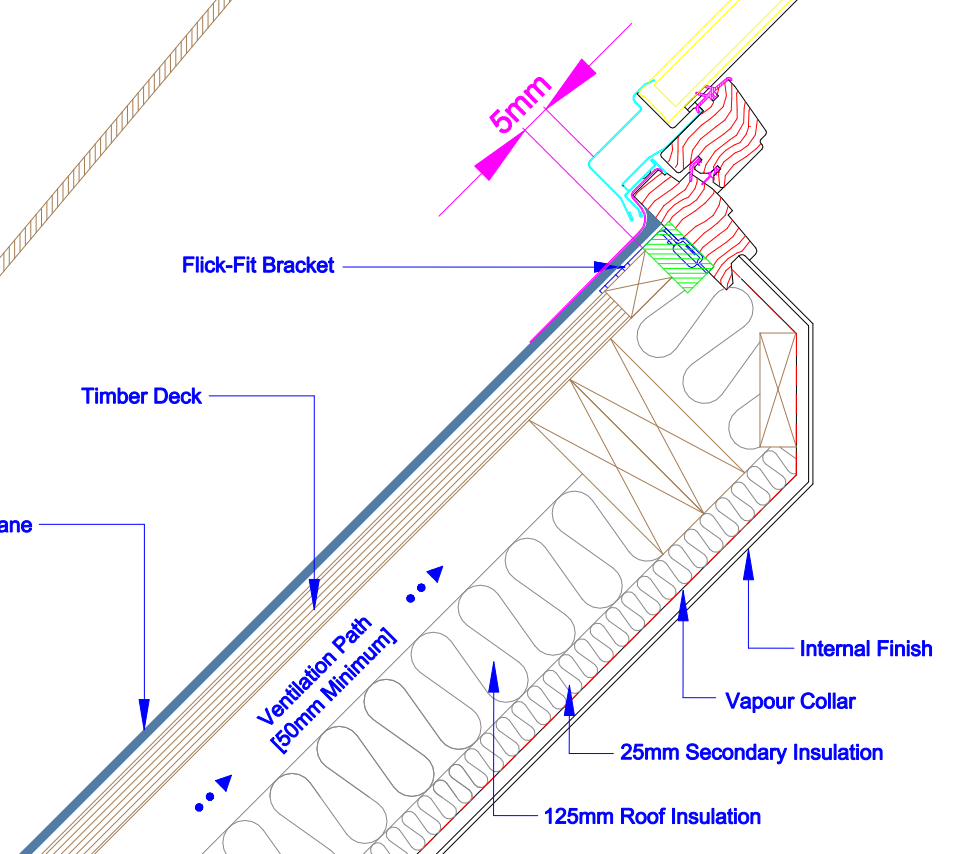 5mm
Flick-Fit Bracket
Timber Deck
ane
Ventilation Path
[50mm Minimum]
Internal Finish
Vapour Collar
25mm Secondary Insulation
125mm Roof Insulation